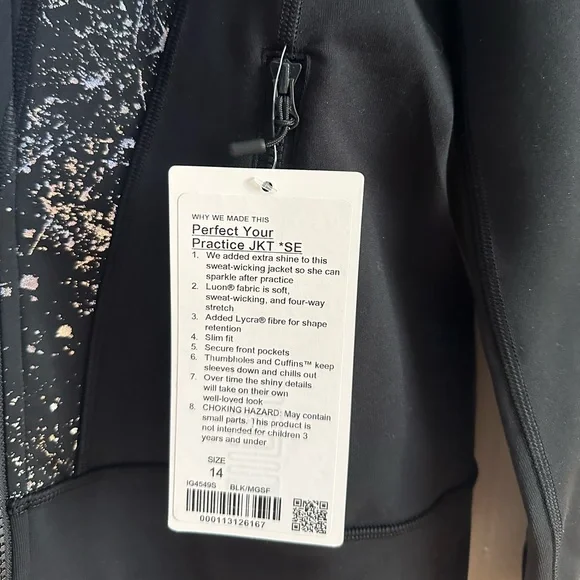 WHY WE MADE THIS
Perfect Your
Practice JKT *SE
1. We added extra shine to this
sweat-wicking jacket so she can
sparkle after practice
2. Luon® fabric is soft,
sweat-wicking, and four-way
stretch
3. Added Lycra® fibre for shape
retention
4. Slim fit
5. Secure front pockets
6. Thumbholes and Cuffins™ keep
sleeves down and chills out
7. Over time the shiny details
will take on their own
well-loved look
8. CHOKING HAZARD: May contain
small parts. This product is
not intended for children 3
years and under
SIZE
14
IG4549S BLK/MGSF
000113126167